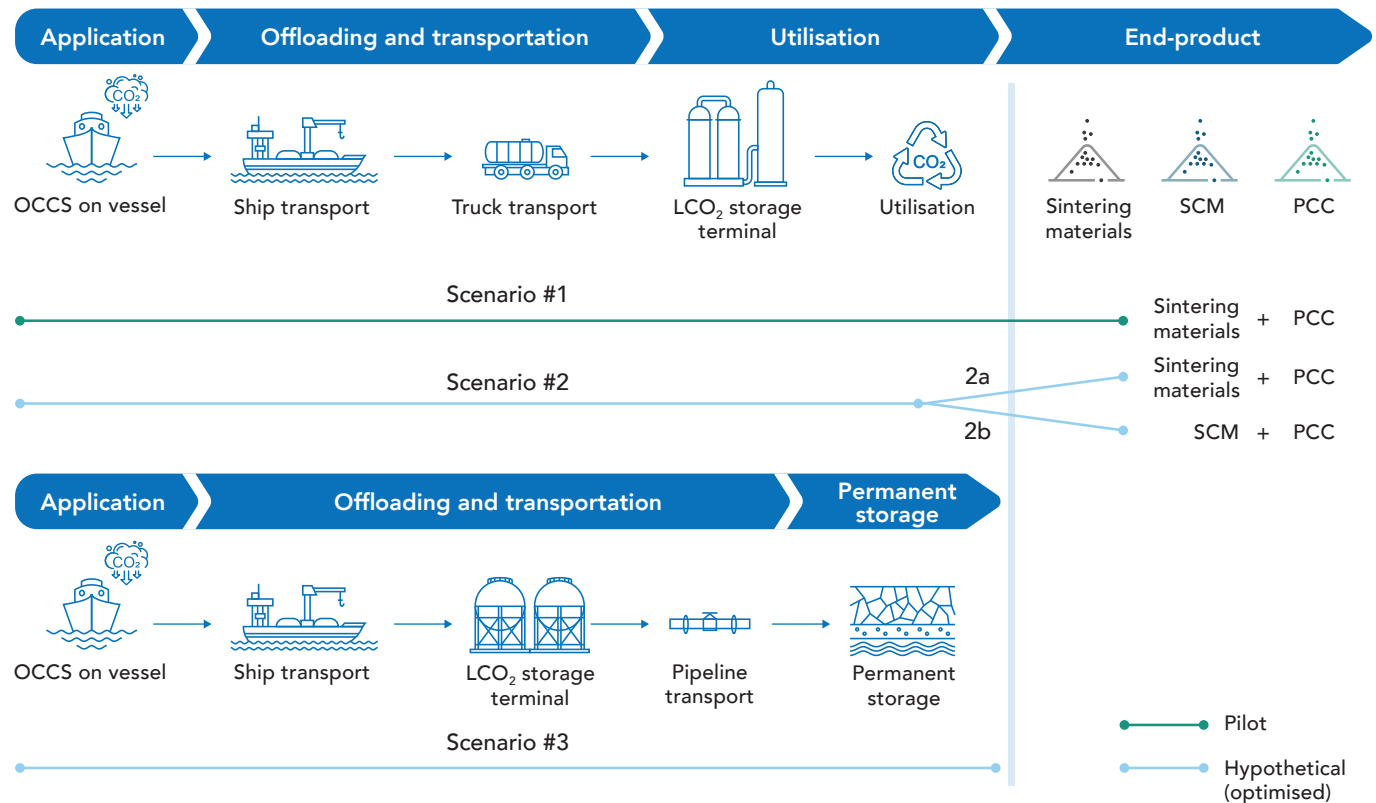 Application
Offloading and transportation
Utilisation
End-product
CO₂
OCCS on vessel
Ship transport
Truck transport
LCO₂ storage
terminal
CO₂
Utilisation
Sintering
materials
SCM
PCC
Scenario #1
Sintering
materials + PCC
Scenario #2
2a
Sintering
materials + PCC
2b
SCM + PCC
Application
Offloading and transportation
Permanent
storage
CO₂
OCCS on vessel
Ship transport
LCO₂ storage
terminal
Pipeline
transport
Permanent
storage
Scenario #3
Pilot
Hypothetical
(optimised)